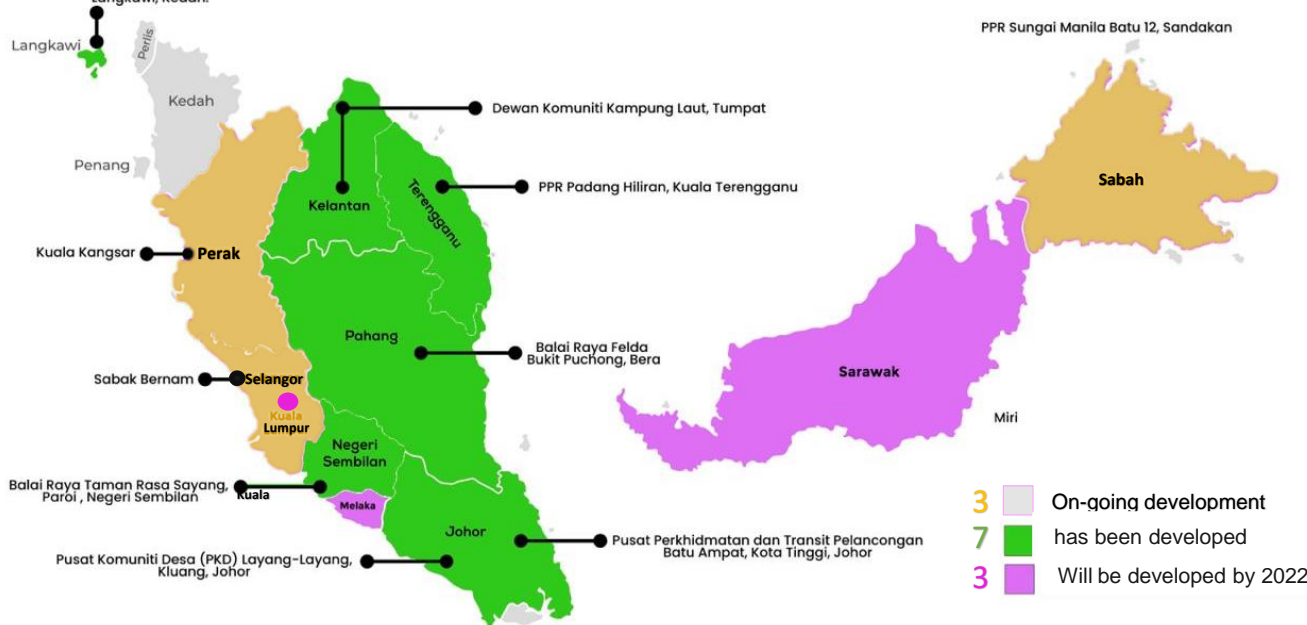 Langkawi, Kedah.
Langkawi
Perlis
Kedah
Penang
PPR Sungai Manila Batu 12, Sandakan
Dewan Komuniti Kampung Laut, Tumpat
PPR Padang Hiliran, Kuala Terengganu
Kelantan
Terengganu
Sabah
Kuala Kangsar
Perak
Pahang
Balai Raya Felda
Bukit Puchong, Bera
Sabak Bernam
Selangor
Kuala
Lumpur
Sarawak
Miri
Negeri
Sembilan
Balai Raya Taman Rasa Sayang,
Paroi , Negeri Sembilan
Kuala
Melaka
Johor
Pusat Perkhidmatan dan Transit Pelancongan
Batu Ampat, Kota Tinggi, Johor
Pusat Komuniti Desa (PKD) Layang-Layang,
Kluang, Johor
3 On-going development
7 has been developed
3 Will be developed by 2022